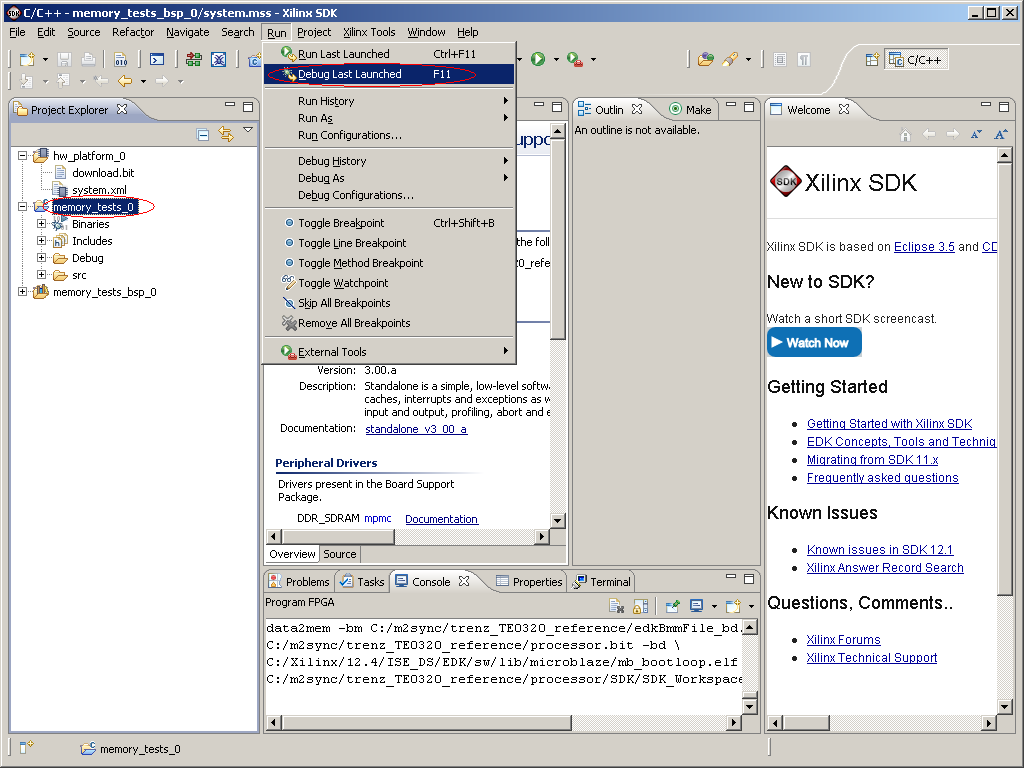 C/C++ - memory_tests_bsp_0/system.mss - Xilinx SDK
File Edit Source Refactor Navigate Search Run Project Xilinx Tools Window Help
C/C++
Run Last Launched Ctrl+F11
Debug Last Launched F11
Run History
Run As
Run Configurations...
Debug History
Debug As
Debug Configurations...
Toggle Breakpoint Ctrl+Shift+B
Toggle Line Breakpoint
Toggle Method Breakpoint
Toggle Watchpoint
Skip All Breakpoints
Remove All Breakpoints
External Tools
Project Explorer
hw_platform_0
download.bit
system.xml
memory_tests_0
Binaries
Includes
Debug
src
memory_tests_bsp_0
the foll
Version: 3.00.a
Description: Standalone is a simple, low-level softw
caches, interrupts and exceptions as w
input and output, profiling, abort and e
Documentation: standalone_v3_00_a
Peripheral Drivers
Drivers present in the Board Support
Package.
DDR_SDRAM mpmc Documentation
Overview Source
Outlin Make
An outline is not available.
Welcome
SDK Xilinx SDK
Xilinx SDK is based on Eclipse 3.5 and CD
New to SDK?
Watch a short SDK screencast.
Watch Now
Getting Started
Getting Started with Xilinx SDK
EDK Concepts, Tools and Techniq
Migrating from SDK 11.x
Frequently asked questions
Known Issues
Known issues in SDK 12.1
Xilinx Answer Record Search
Questions, Comments..
Xilinx Forums
Xilinx Technical Support
Problems Tasks Console Properties Terminal
Program FPGA
data2mem -bm C:/m2sync/trenz_TE0320_reference/edkBmmFile_bd.
C:/m2sync/trenz_TE0320_reference/processor.bit -bd \
C:/Xilinx/12.4/ISE_DS/EDK/sw/lib/microblaze/mb_bootloop.elf
C:/m2sync/trenz_TE0320_reference/processor/SDK/SDK_Workspace
memory_tests_0